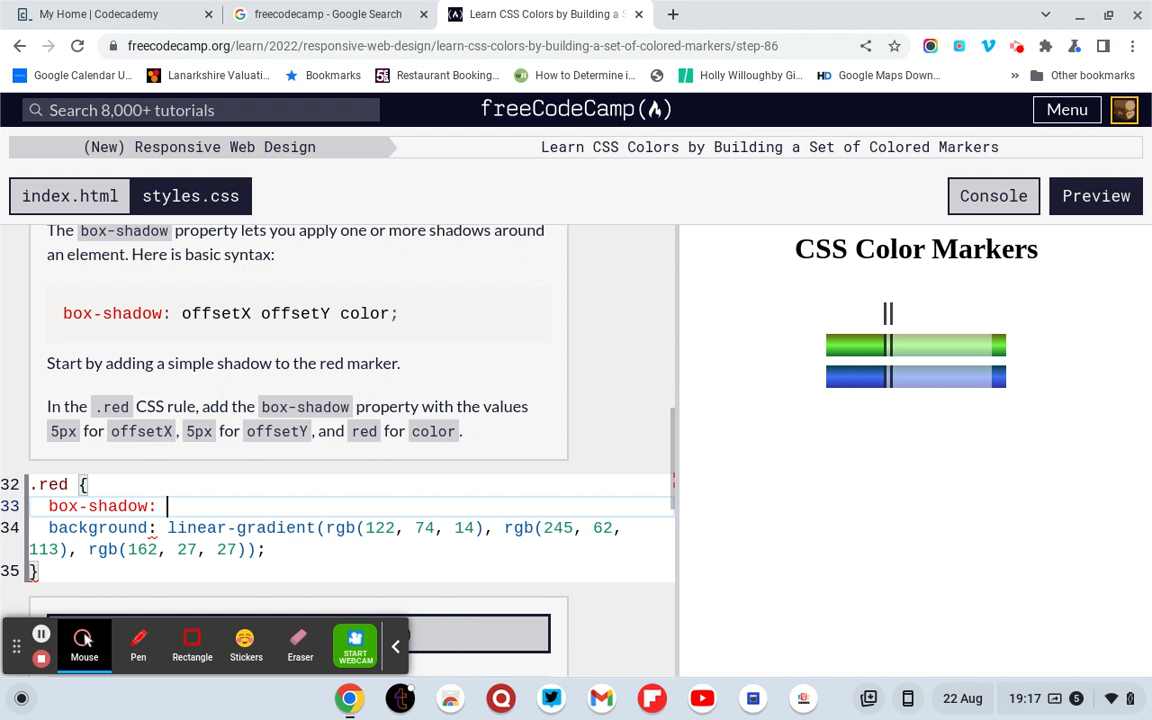 My Home | Codecademy
freecodecamp - Google Search
Learn CSS Colors by Building a S
freecodecamp.org/learn/2022/responsive-web-design/learn-css-colors-by-building-a-set-of-colored-markers/step-86
Google Calendar U...
Lanarkshire Valuati...
Bookmarks
Restaurant Booking...
How to Determine i...
Holly Willoughby Gi...
HD Google Maps Down...
»
Other bookmarks
Search 8,000+ tutorials
freeCodeCamp
Menu
(New) Responsive Web Design
Learn CSS Colors by Building a Set of Colored Markers
index.html
styles.css
Console
Preview
The box-shadow property lets you apply one or more shadows around
an element. Here is basic syntax:
box-shadow: offsetX offsetY color;
Start by adding a simple shadow to the red marker.
In the .red CSS rule, add the box-shadow property with the values
5px for offsetX, 5px for offsetY, and red for color.
32 .red {
33 box-shadow:
34 background: linear-gradient(rgb(122, 74, 14), rgb(245, 62,
113), rgb(162, 27, 27));
35 }
CSS Color Markers
)
Mouse
Pen
Rectangle
Stickers
Eraser
START
WEBCAM
22 Aug
19:17
5